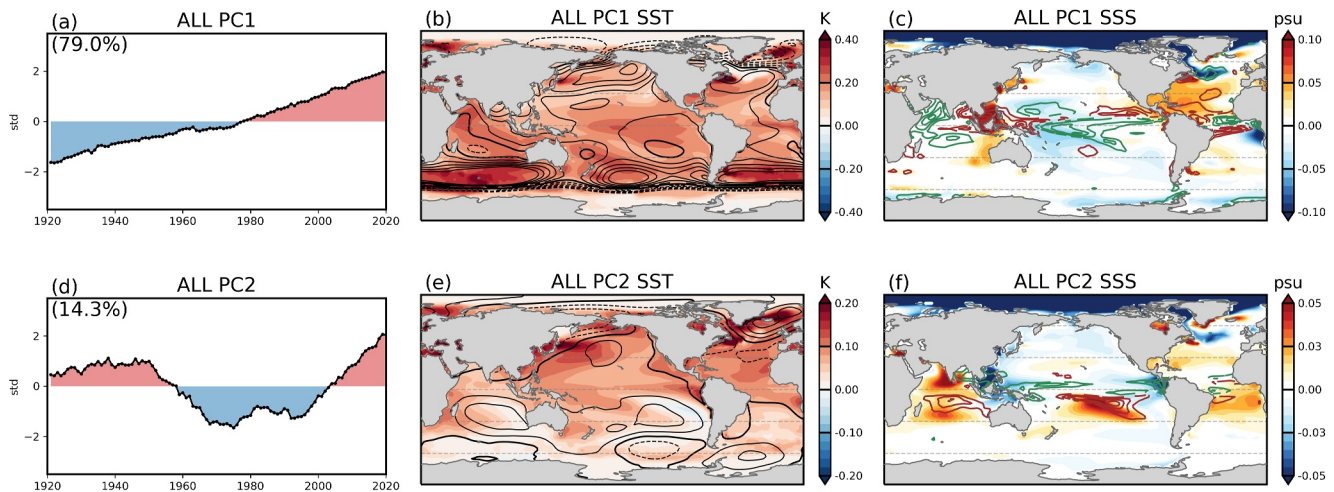 (a) ALL PC1
(79.0%)
std
2
0
−2
1920 1940 1960 1980 2000 2020
(b) ALL PC1 SST K
0.40
0.20
0.00
-0.20
-0.40
(c) ALL PC1 SSS psu
0.10
0.05
0.00
-0.05
-0.10
(d) ALL PC2
(14.3%)
std
2
0
−2
1920 1940 1960 1980 2000 2020
(e) ALL PC2 SST K
0.20
0.10
0.00
-0.10
-0.20
(f) ALL PC2 SSS psu
0.05
0.03
0.00
-0.03
-0.05